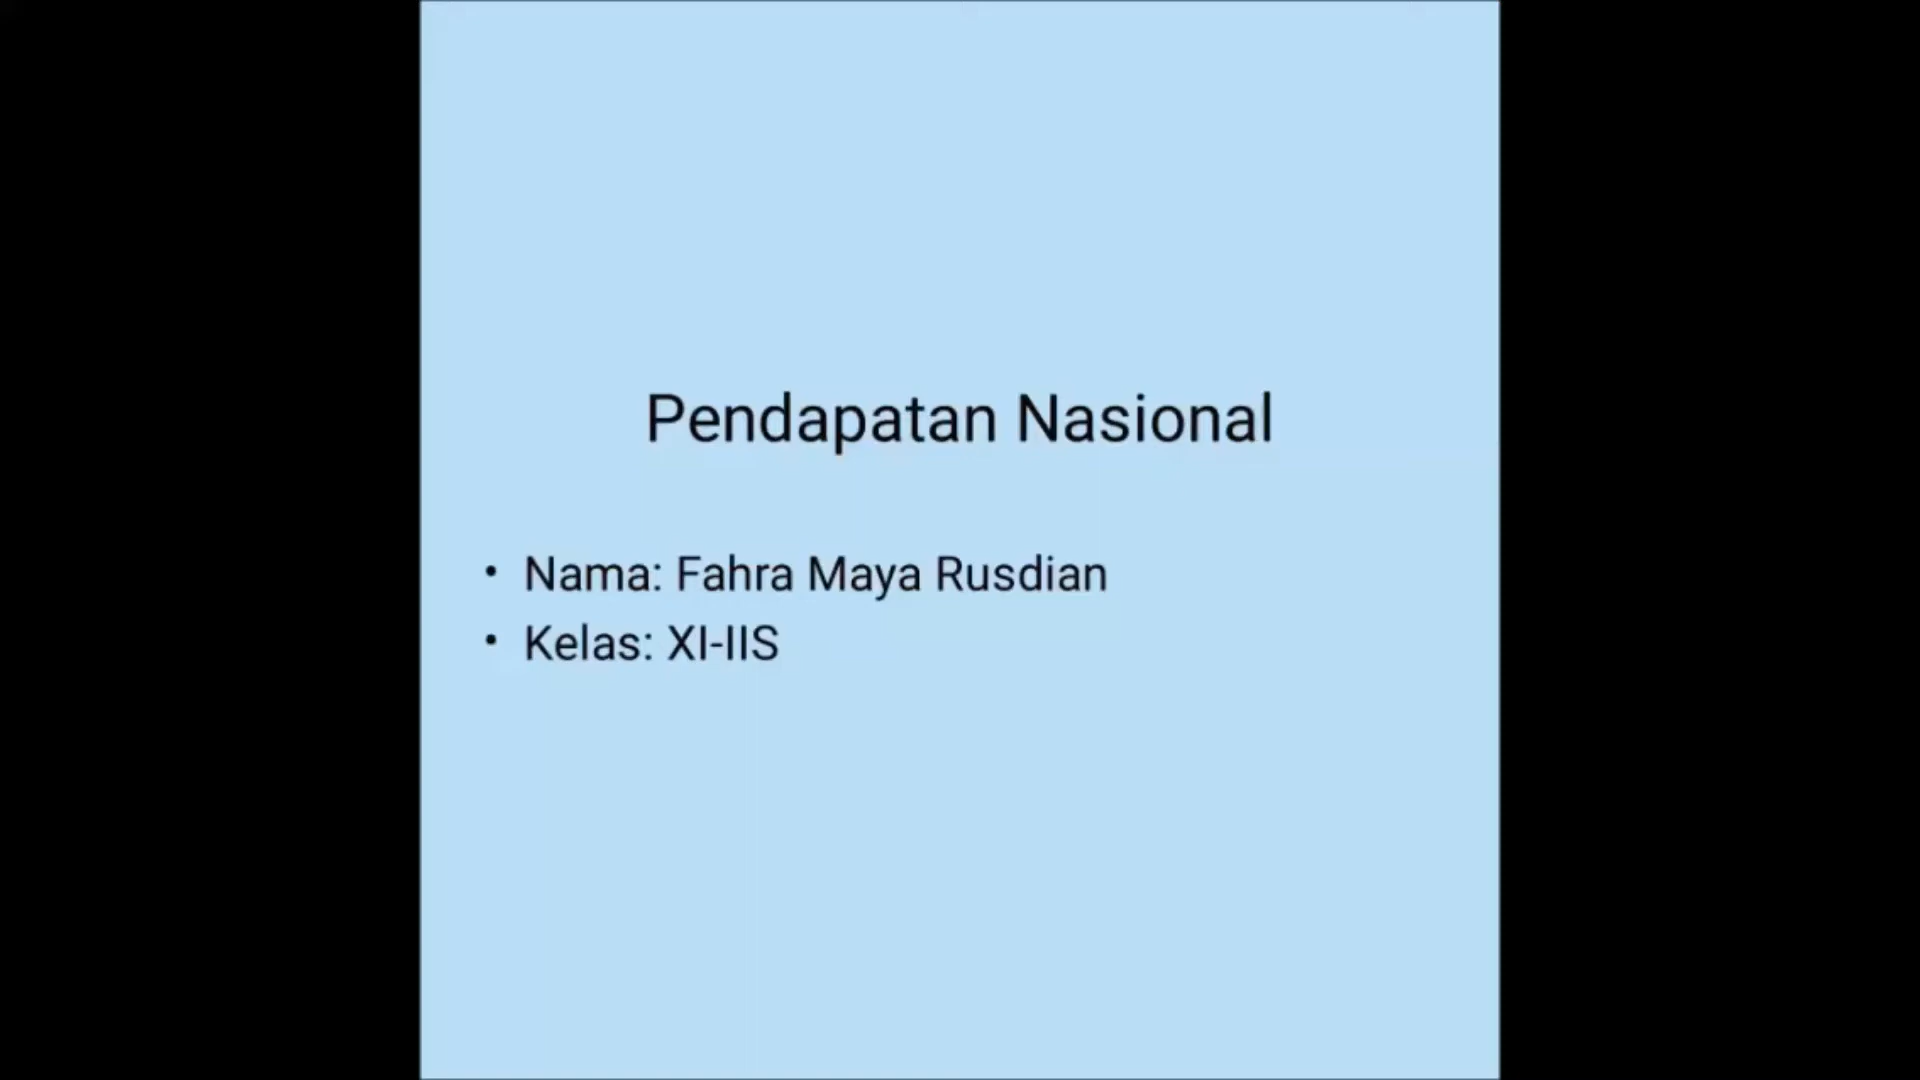 Pendapatan Nasional
• Nama: Fahra Maya Rusdian
• Kelas: XI-IIS